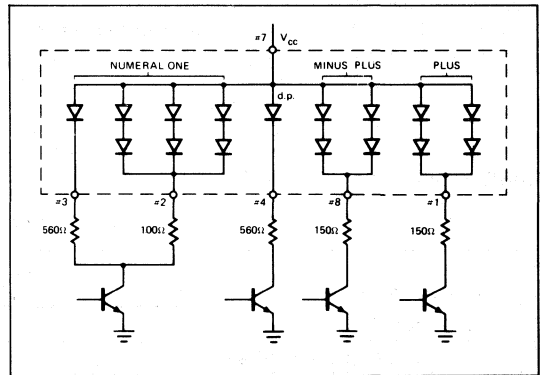 #7 Vcc
NUMERAL ONE MINUS PLUS PLUS
d.p.
#3 #2 #4 #8 #1
560Ω 100Ω 560Ω 150Ω 150Ω